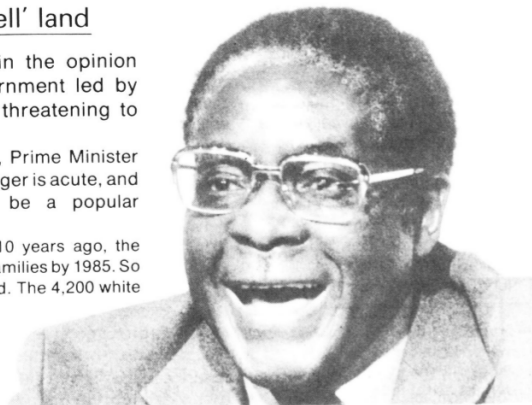 ell' land
in the opinion
ernment led by
threatening to
, Prime Minister
ger is acute, and
be a popular
10 years ago, the
amilies by 1985. So
d. The 4,200 white